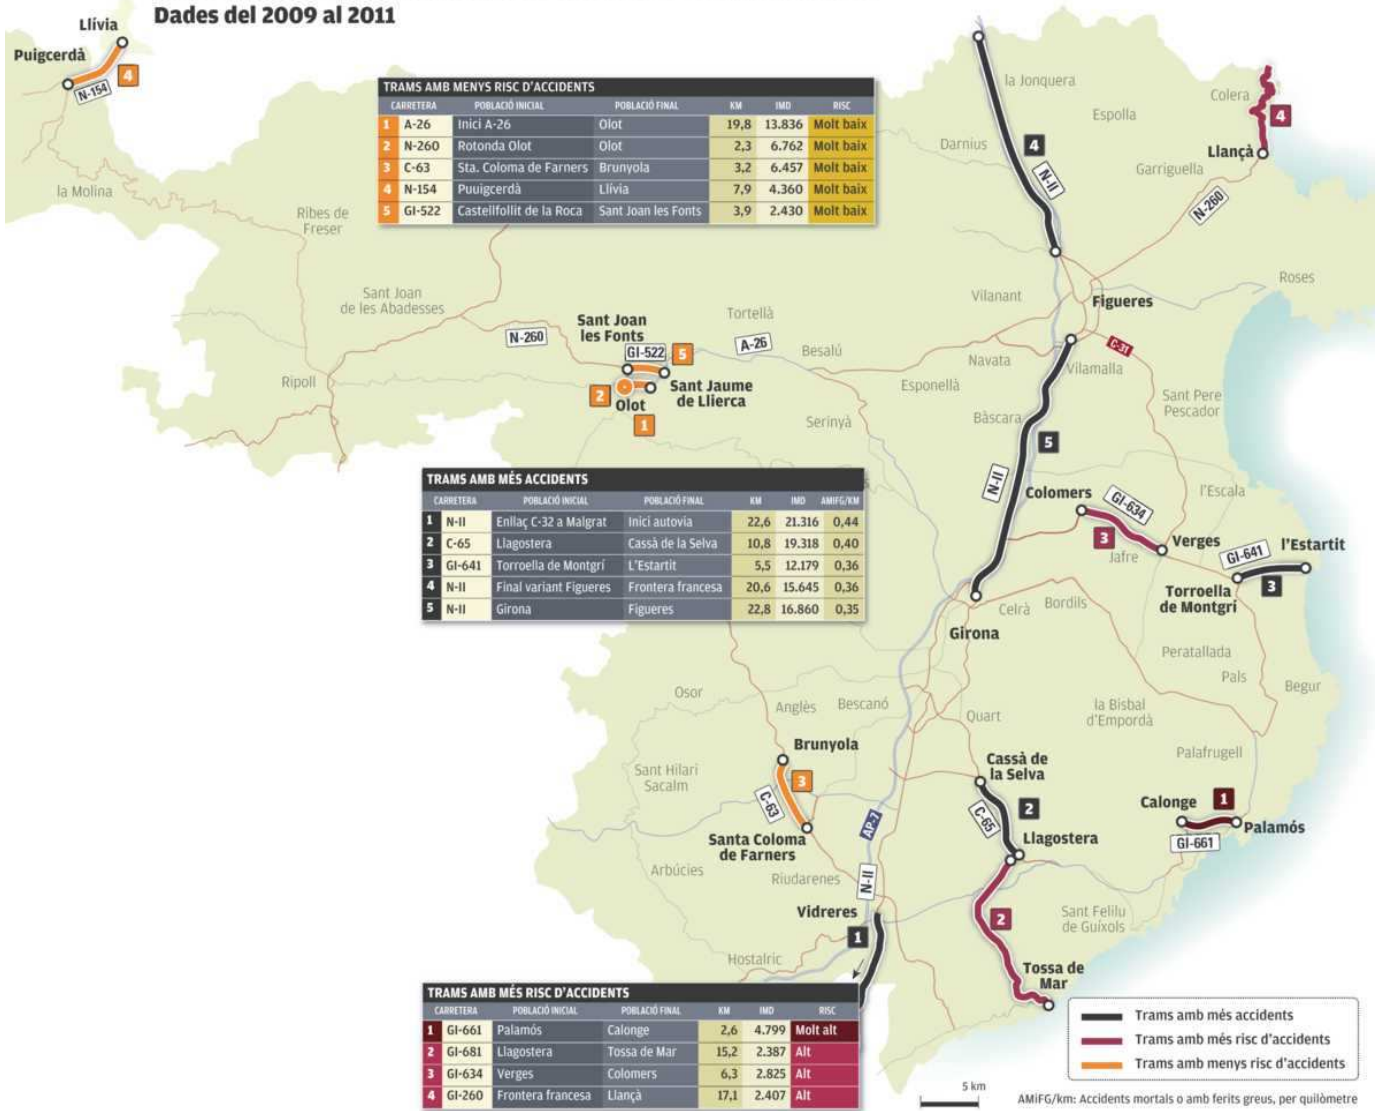 Dades del 2009 al 2011
Llívia
Puigcerdà
4
N-154
la Molina
TRAMS AMB MENYS RISC D'ACCIDENTS
CARRETERA POBLACIÓ INICIAL POBLACIÓ FINAL KM IMD RISC
1 A-26 Inici A-26 Olot 19,8 13.836 Molt baix
2 N-260 Rotonda Olot Olot 2,3 6.762 Molt baix
3 C-63 Sta. Coloma de Farners Brunyola 3,2 6.457 Molt baix
4 N-154 Puuigcerdà Llívia 7,9 4.360 Molt baix
5 GI-522 Castellfollit de la Roca Sant Joan les Fonts 3,9 2.430 Molt baix
la Jonquera
Colera
Espolla
4
4
Darnius
Llançà
N-II
Garriguella
N-260
Ribes de
Freser
Roses
Sant Joan
de les Abadesses
Vilanant
Figueres
Tortellà
Sant Joan
les Fonts
N-260
A-26
GI-522
5
Besalú
C-31
Navata
Vilamalla
Ripoll
Esponellà
Sant Jaume
de Llierca
2
Olot
1
Sant Pere
Pescador
Serinyà
Bàscara
5
N-II
TRAMS AMB MÉS ACCIDENTS
CARRETERA POBLACIÓ INICIAL POBLACIÓ FINAL KM IMD AMIFG/KM
1 N-II Enllaç C-32 a Malgrat Inici autovia 22,6 21.316 0,44
2 C-65 Llagostera Cassà de la Selva 10,8 19.318 0,40
3 GI-641 Torroella de Montgrí L'Estartit 5,5 12.179 0,36
4 N-II Final variant Figueres Frontera francesa 20,6 15.645 0,36
5 N-II Girona Figueres 22,8 16.860 0,35
Colomers
l'Escala
GI-634
3
Verges
Jafre
GI-641
l'Estartit
Torroella
de Montgrí
3
Celrà
Bordils
Girona
Peratallada
Pals
Begur
Osor
Anglès
Bescanó
Quart
la Bisbal
d'Empordà
Brunyola
Palafrugell
Sant Hilari
Sacalm
3
C-63
Cassà de
la Selva
2
C-65
Calonge
1
Palamós
GI-661
AP-7
Santa Coloma
de Farners
Llagostera
Arbúcies
Riudarenes
N-II
Vidreres
1
2
Sant Felilu
de Guíxols
Hostalric
Tossa de
Mar
TRAMS AMB MÉS RISC D'ACCIDENTS
CARRETERA POBLACIÓ INICIAL POBLACIÓ FINAL KM IMD RISC
1 GI-661 Palamós Calonge 2,6 4.799 Molt alt
2 GI-681 Llagostera Tossa de Mar 15,2 2.387 Alt
3 GI-634 Verges Colomers 6,3 2.825 Alt
4 GI-260 Frontera francesa Llançà 17,1 2.407 Alt
Trams amb més accidents
Trams amb més risc d'accidents
Trams amb menys risc d'accidents
5 km
AMiFG/km: Accidents mortals o amb ferits greus, per quilòmetre